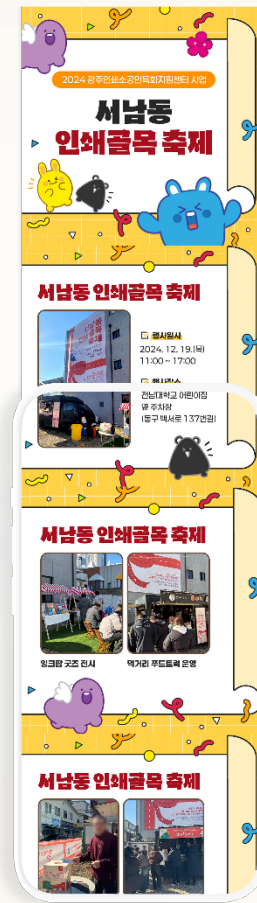 2024 광주인쇄소공인특화지원센터 사업
서남동
인쇄골목 축제
서남동 인쇄골목 축제
행사일시
2024. 12. 19.(목)
11:00 ~ 17:00
행사장소
전남대학교 어린이집
옆 주차장
(동구 백서로 137번길)
서남동 인쇄골목 축제
잉크팝 굿즈 전시
먹거리 푸드트럭 운영
서남동 인쇄골목 축제